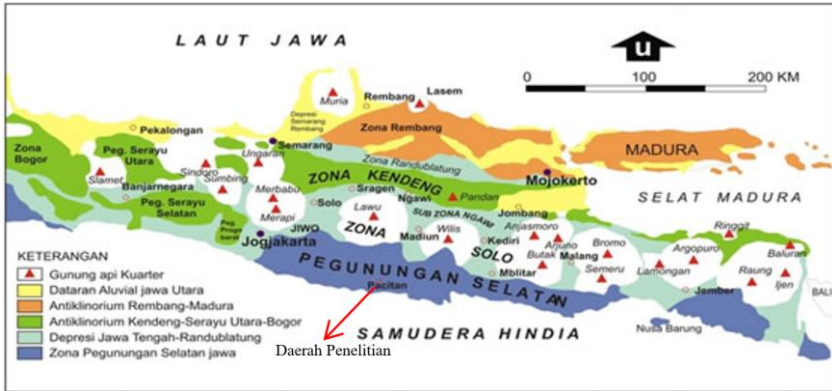 LAUT JAWA
u
0 100 200 KM
Muria
Rembang
Lasem
Depresi
Semarang
Rembang
Zona Rembang
MADURA
Pekalongan
Zona
Bogor
Peg. Serayu
Utara
Ungaran
Semarang
Zona Randublatung
Slamet
Sindoro
Sumbing
ZONA KENDENG
Mojokerto
SELAT MADURA
Banjarnegara
Merbabu
Solo
Sragen
Ngawi
Pandan
Peg. Serayu
Selatan
Merapi
Lawu
SUB ZONA NGAWI
Jombang
Ringgit
Peg.
Progo
barat
JIWO
Jogjakarta
ZONA
Madiun
Wilis
Kediri
SOLO
Anjasmoro
Arjuno
Butak
Malang
Bromo
Argopuro
Baluran
Mblitar
Semeru
Lamongan
Raung
Ijen
BALI
PEGUNUNGAN SELATAN
Pacitan
Jember
Nusa Barung
SAMUDERA HINDIA
Daerah Penelitian
KETERANGAN
Gunung api Kuarter
Dataran Aluvial jawa Utara
Antiklinorium Rembang-Madura
Antiklinorium Kendeng-Serayu Utara-Bogor
Depresi Jawa Tengah-Randublatung
Zona Pegunungan Selatan jawa